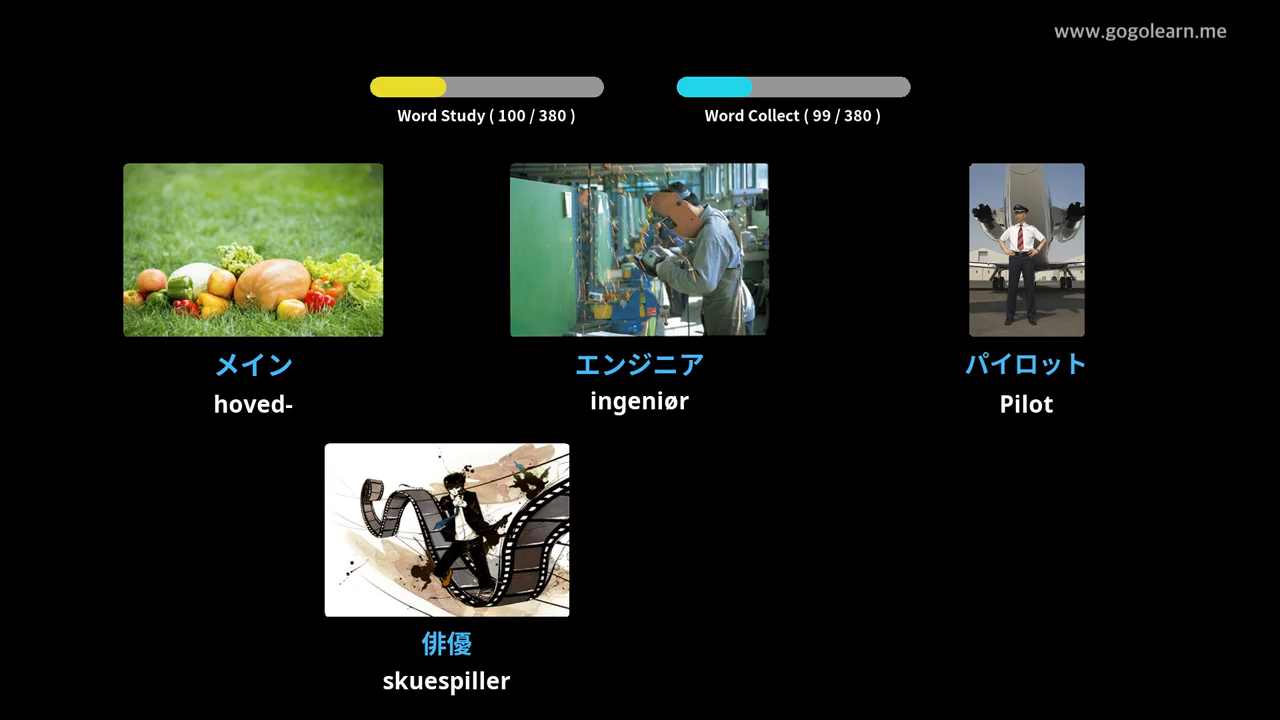 www.gogolearn.me
Word Study ( 100 / 380 )
Word Collect ( 99 / 380 )
メイン
hoved-
エンジニア
ingeniør
パイロット
Pilot
俳優
skuespiller